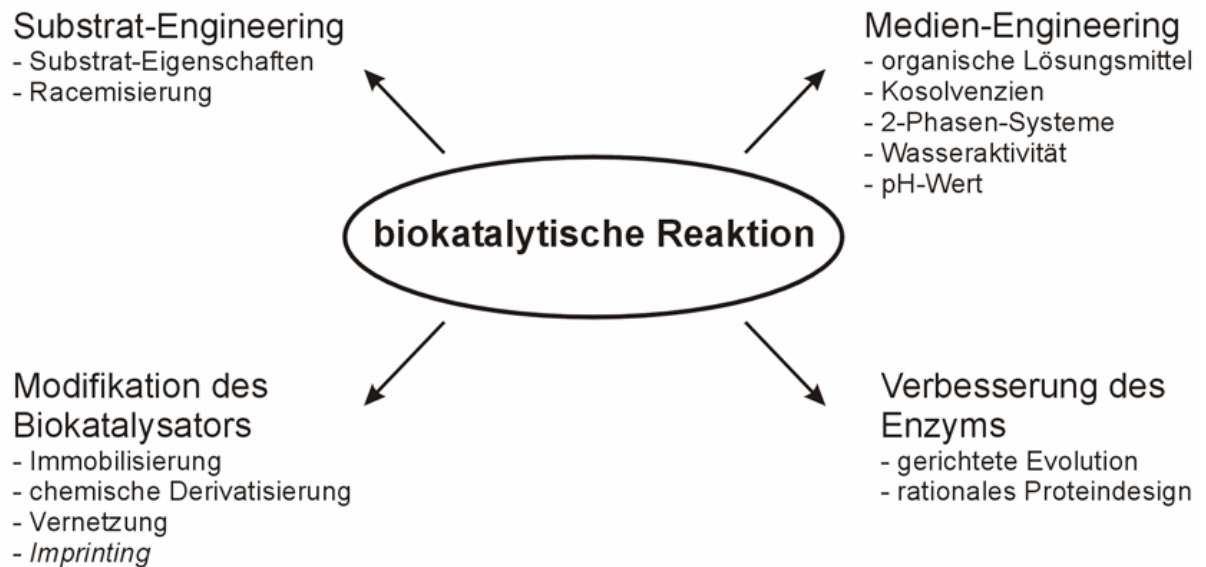 Substrat-Engineering
- Substrat-Eigenschaften
- Racemisierung
Medien-Engineering
- organische Lösungsmittel
- Kosolvenzien
- 2-Phasen-Systeme
- Wasseraktivität
- pH-Wert
biokatalytische Reaktion
Modifikation des
Biokatalysators
- Immobilisierung
- chemische Derivatisierung
- Vernetzung
- Imprinting
Verbesserung des
Enzyms
- gerichtete Evolution
- rationales Proteindesign